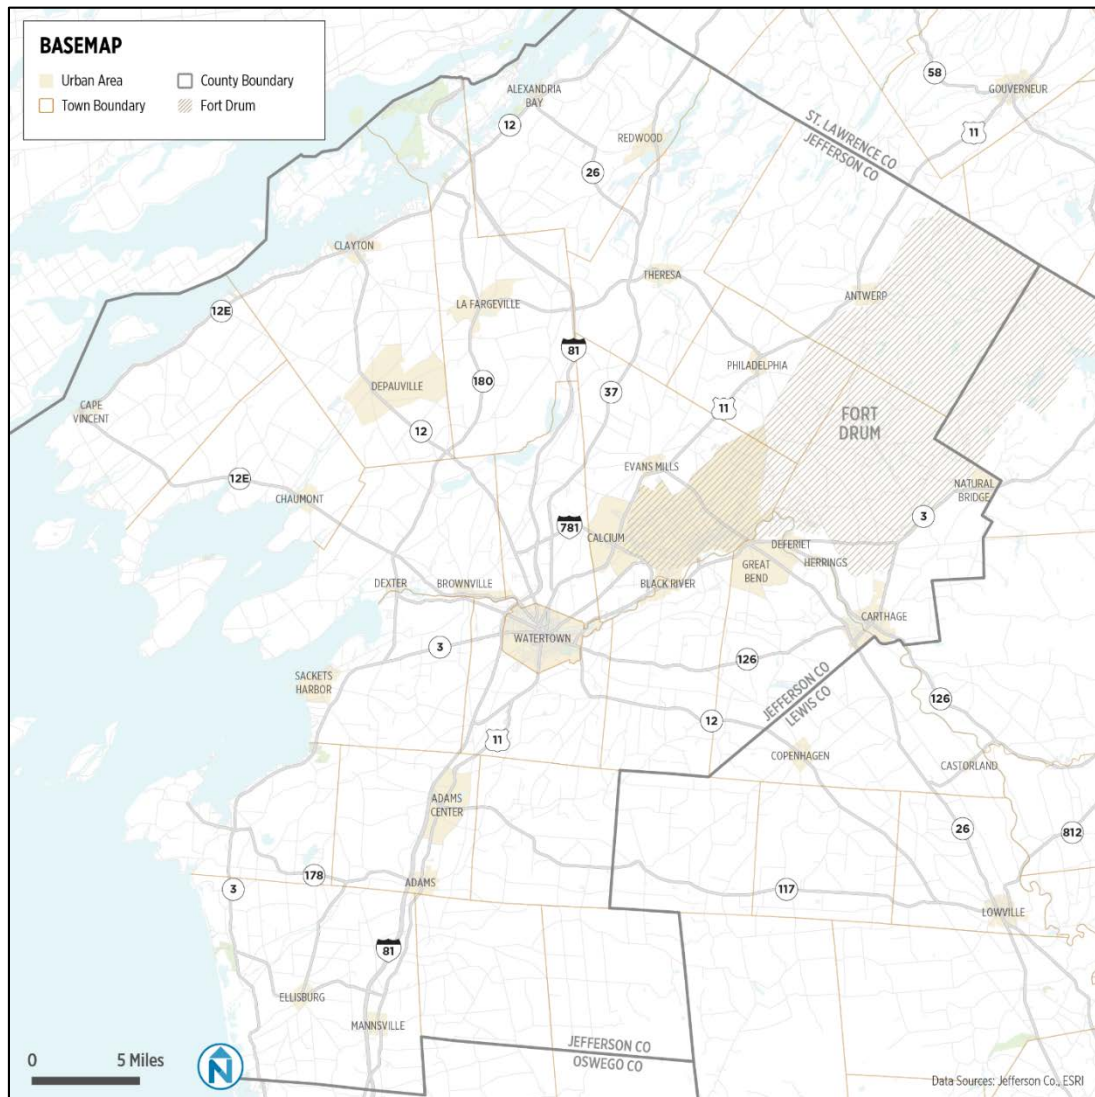 BASEMAP
Urban Area
County Boundary
Town Boundary
Fort Drum
58
GOUVERNEUR
ALEXANDRIA
BAY
12
REDWOOD
11
ST. LAWRENCE CO
JEFFERSON CO
26
CLAYTON
THERESA
LA FARGEVILLE
ANTWERP
12E
81
PHILADELPHIA
180
DEPAUVILLE
37
11
CAPE
VINCENT
FORT
DRUM
12
EVANS MILLS
12E
CHAUMONT
NATURAL
BRIDGE
3
781
CALCIUM
DEFERIET
HERRINGS
GREAT
BEND
DEXTER
BROWNVILLE
BLACK RIVER
CARTHAGE
WATERTOWN
3
126
SACKETS
HARBOR
JEFFERSON CO
LEWIS CO
126
12
11
COPENHAGEN
CASTORLAND
ADAMS
CENTER
26
812
178
ADAMS
3
117
LOWVILLE
81
ELLISBURG
MANNSVILLE
JEFFERSON CO
OSWEGO CO
0 5 Miles
N
Data Sources: Jefferson Co., ESRI